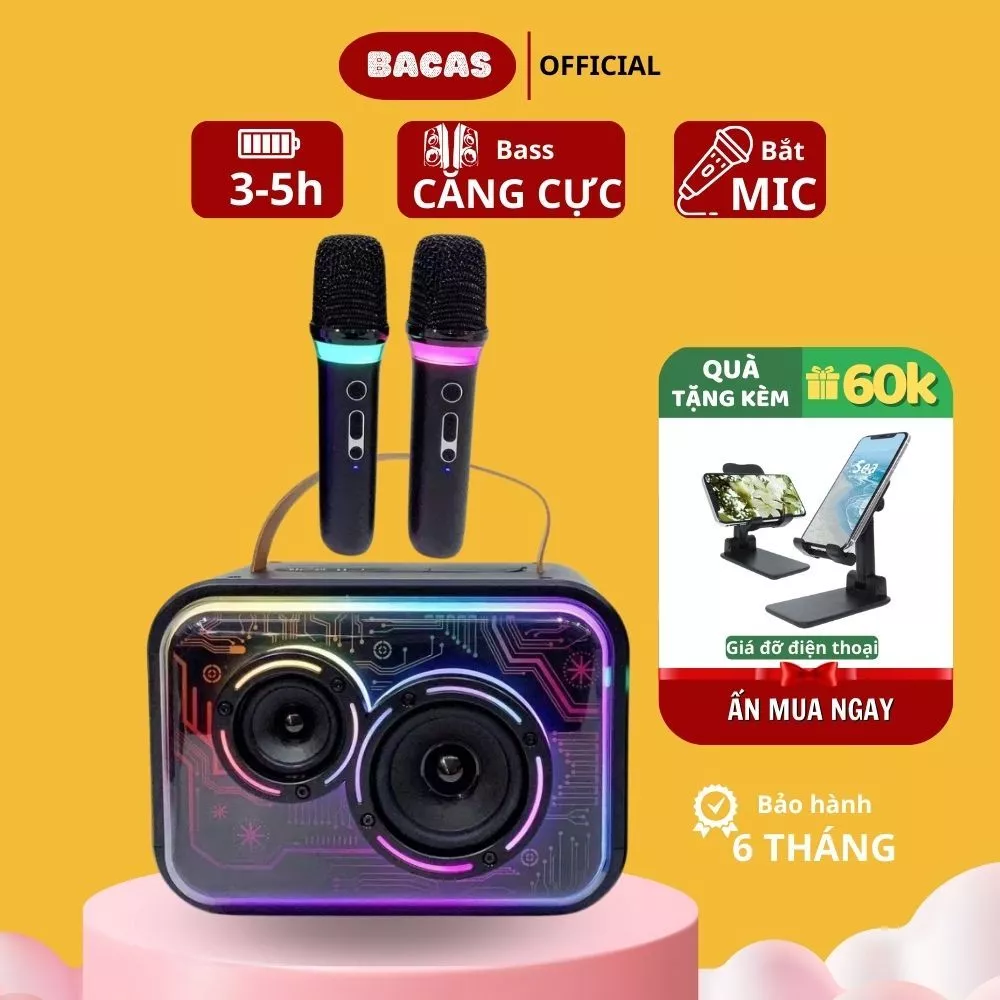 BACAS
OFFICIAL
3-5h
Bass
CĂNG CỰC
Bắt
MIC
QUÀ
TẶNG KÈM
60k
Giá đỡ điện thoại
ẤN MUA NGAY
Bảo hành
6 THÁNG